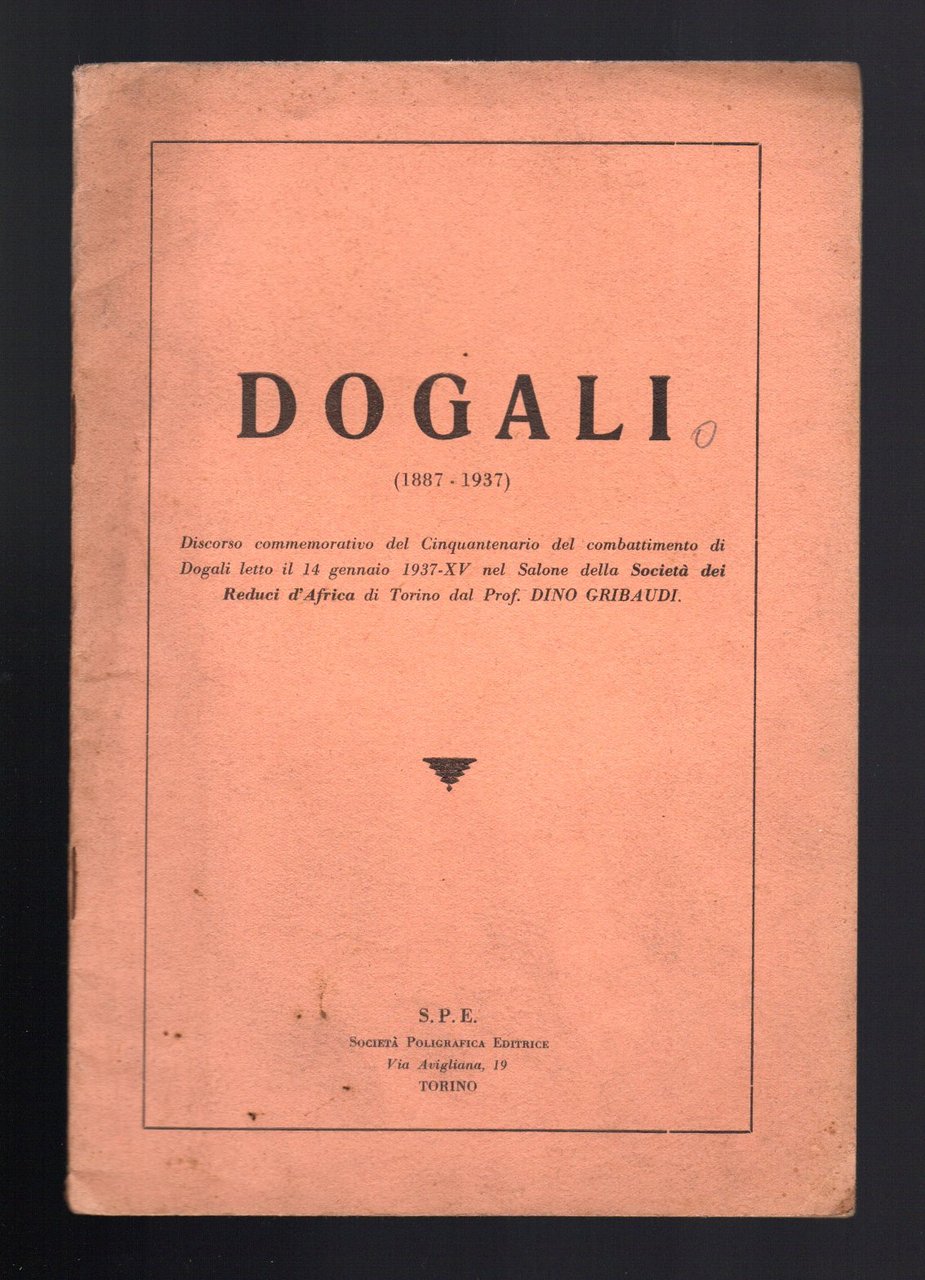 DOGALI
(1887 - 1937)
Discorso commemorativo del Cinquantenario del combattimento di
Dogali letto il 14 gennaio 1937-XV nel Salone della Società dei
Reduci d'Africa di Torino dal Prof. DINO GRIBAUDI.
S. P. E.
Società Poligrafica Editrice
Via Avigliana, 19
TORINO